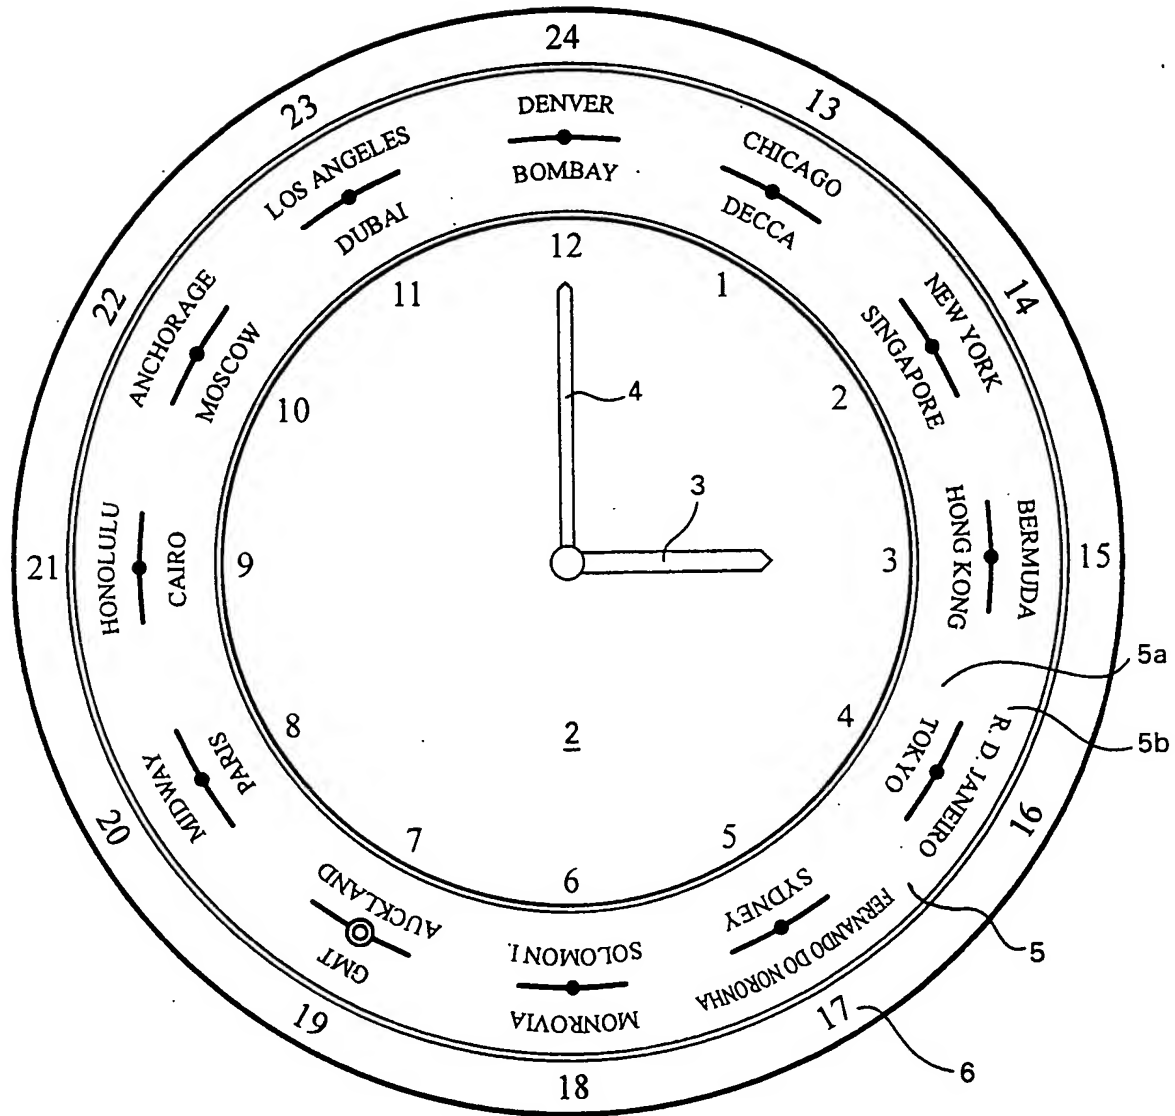 24
13
14
15
16
17
18
19
20
21
22
23
DENVER
BOMBAY
CHICAGO
DECCA
NEW YORK
SINGAPORE
BERMUDA
HONG KONG
R. D. JANEIRO
TOKYO
FERNANDO DO NORONHA
SYDNEY
MONROVIA
SOLOMON I.
GMT
AUCKLAND
MIDWAY
PARIS
HONOLULU
CAIRO
ANCHORAGE
MOSCOW
LOS ANGELES
DUBAI
12
1
2
3
4
5
6
7
8
9
10
11
4
3
2
5a
5b
5
6